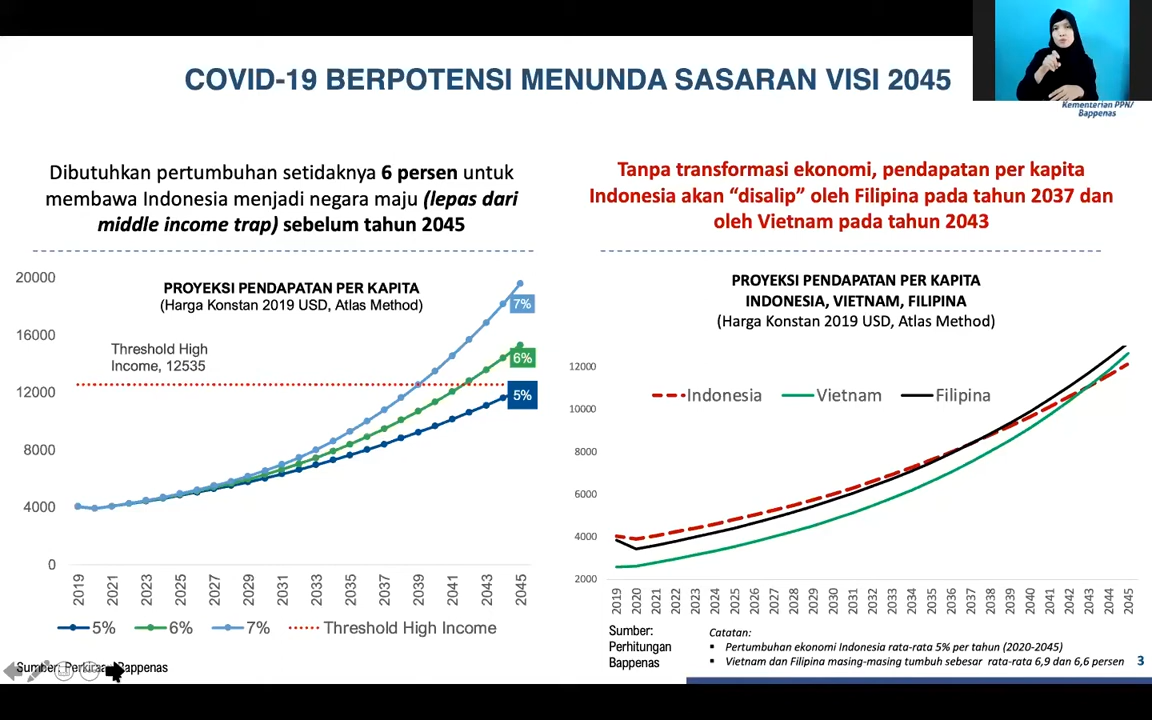 COVID-19 BERPOTENSI MENUNDA SASARAN VISI 2045
Kementerian PPN/
Bappenas
Dibutuhkan pertumbuhan setidaknya 6 persen untuk
membawa Indonesia menjadi negara maju (lepas dari
middle income trap) sebelum tahun 2045
20000
16000
12000
8000
4000
0
PROYEKSI PENDAPATAN PER KAPITA
(Harga Konstan 2019 USD, Atlas Method)
Threshold High
Income, 12535
7%
6%
5%
2019 2021 2023 2025 2027 2029 2031 2033 2035 2037 2039 2041 2043 2045
5% 6% 7% Threshold High Income
Sumber: Bappenas
Tanpa transformasi ekonomi, pendapatan per kapita
Indonesia akan “disalip” oleh Filipina pada tahun 2037 dan
oleh Vietnam pada tahun 2043
PROYEKSI PENDAPATAN PER KAPITA
INDONESIA, VIETNAM, FILIPINA
(Harga Konstan 2019 USD, Atlas Method)
12000
10000
8000
6000
4000
2000
Indonesia Vietnam Filipina
2019 2020 2021 2022 2023 2024 2025 2026 2027 2028 2029 2030 2031 2032 2033 2034 2035 2036 2037 2038 2039 2040 2041 2042 2043 2044 2045
Sumber:
Perhitungan
Bappenas
Catatan:
▪ Pertumbuhan ekonomi Indonesia rata-rata 5% per tahun (2020-2045)
▪ Vietnam dan Filipina masing-masing tumbuh sebesar rata-rata 6,9 dan 6,6 persen
3